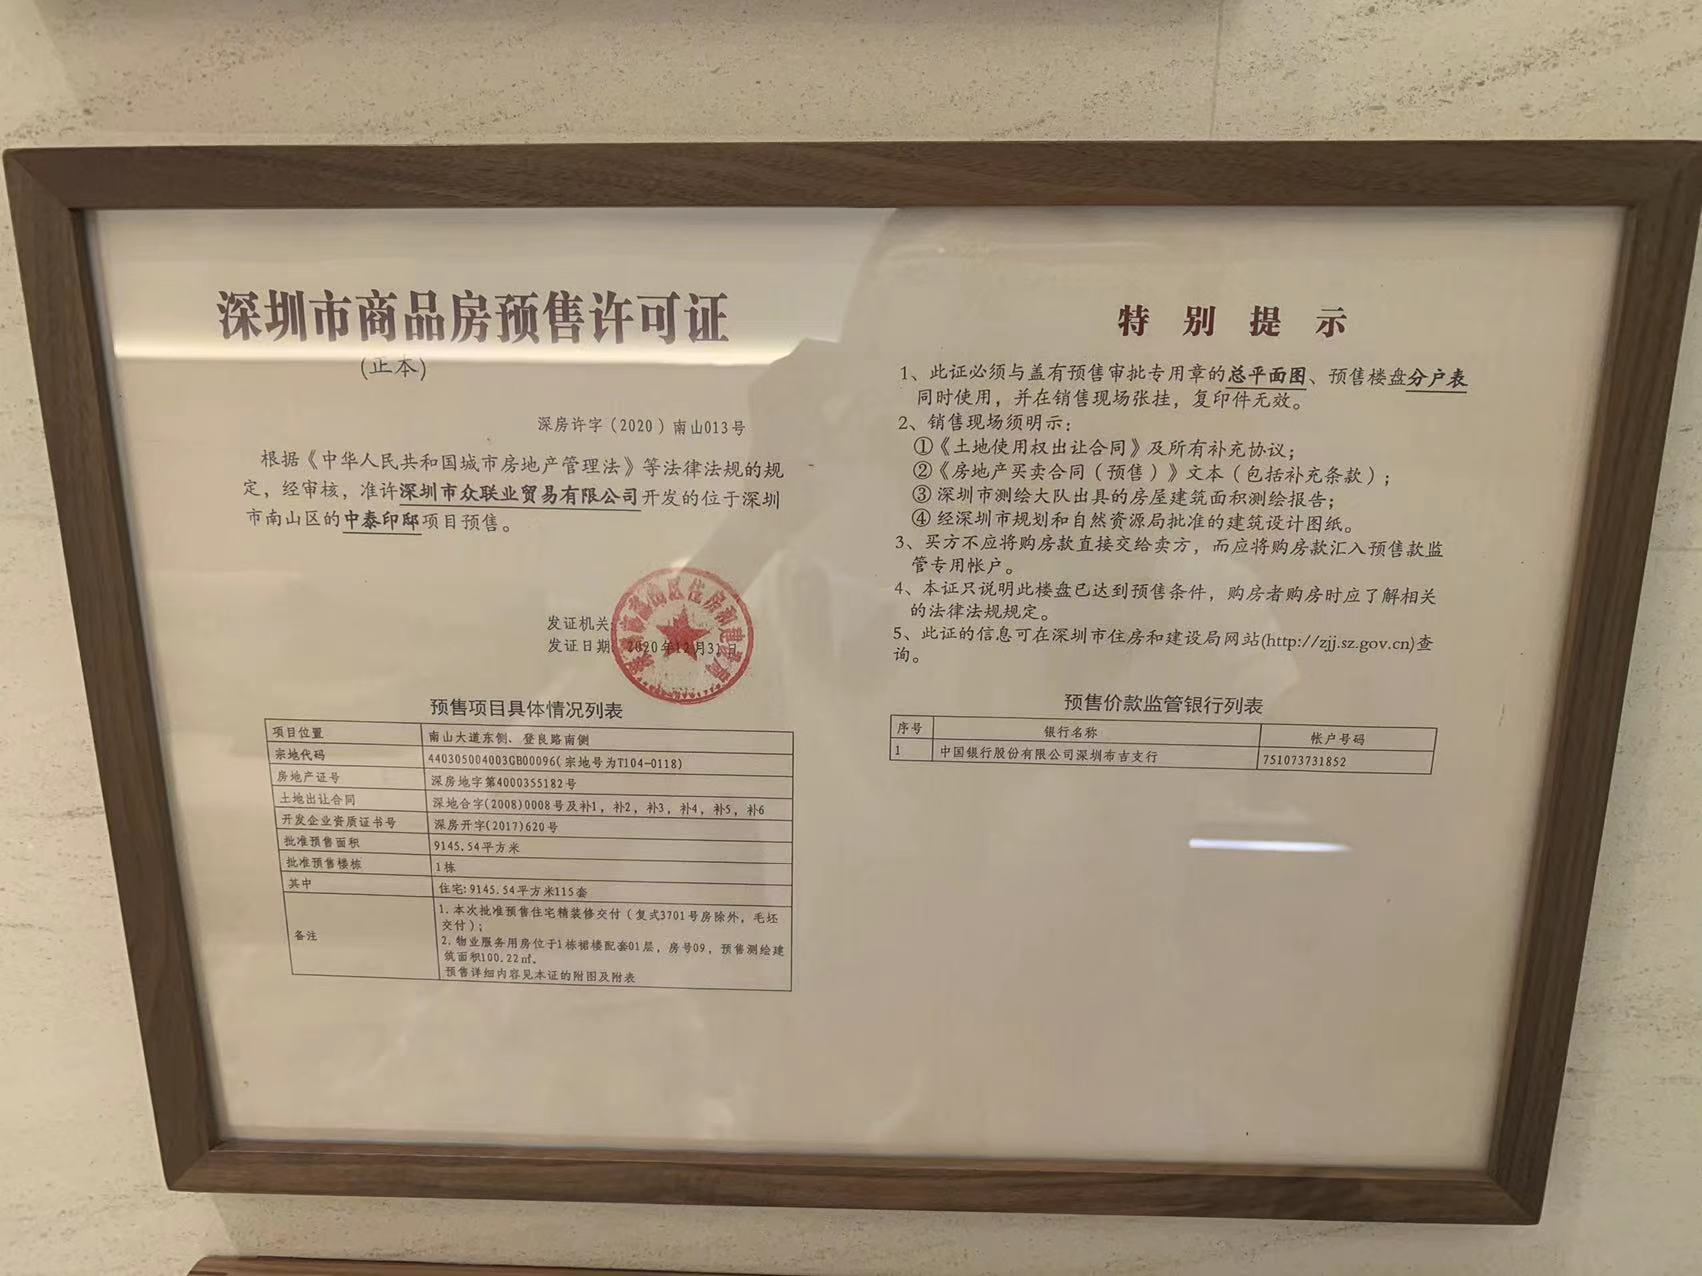 深圳市商品房预售许可证
(正本)
深房许字（2020）南山013号
根据《中华人民共和国城市房地产管理法》等法律法规的规
定，经审核，准许深圳市众联业贸易有限公司开发的位于深圳
市南山区的中泰印邸项目预售。
发证机关:
发证日期: 2020年12月31日
预售项目具体情况列表
项目位置 南山大道东侧、登良路南侧
宗地代码 440305004003GB00096(宗地号为T104-0118)
房地产证号 深房地字第4000355182号
土地出让合同 深地合字(2008)0008号及补1，补2，补3，补4，补5，补6
开发企业资质证书号 深房开字(2017)620号
批准预售面积 9145.54平方米
批准预售楼栋 1栋
其中 住宅:9145.54平方米115套
备注
1.本次批准预售住宅精装修交付（复式3701号房除外，毛坯
交付）;
2.物业服务用房位于1栋裙楼配套01层，房号09，预售测绘建
筑面积100.22㎡。
预售详细内容见本证的附图及附表
特别提示
1、此证必须与盖有预售审批专用章的总平面图、预售楼盘分户表
同时使用，并在销售现场张挂，复印件无效。
2、销售现场须明示：
①《土地使用权出让合同》及所有补充协议；
②《房地产买卖合同（预售）》文本（包括补充条款）；
③ 深圳市测绘大队出具的房屋建筑面积测绘报告；
④ 经深圳市规划和自然资源局批准的建筑设计图纸。
3、买方不应将购房款直接交给卖方，而应将购房款汇入预售款监
管专用帐户。
4、本证只说明此楼盘已达到预售条件，购房者购房时应了解相关
的法律法规规定。
5、此证的信息可在深圳市住房和建设局网站(http://zjj.sz.gov.cn)查
询。
预售价款监管银行列表
序号 银行名称 帐户号码
1 中国银行股份有限公司深圳布吉支行 751073731852